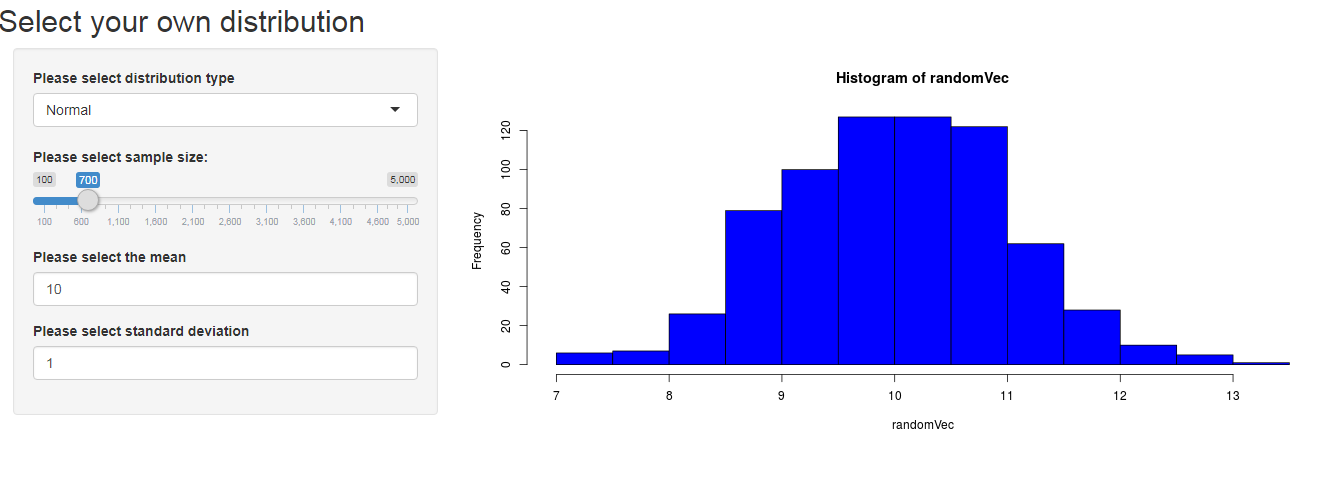 Select your own distribution
Please select distribution type
Normal
Please select sample size:
100 700 5,000
100 600 1,100 1,600 2,100 2,600 3,100 3,600 4,100 4,600 5,000
Please select the mean
10
Please select standard deviation
1
Histogram of randomVec
Frequency
120
100
80
60
40
20
0
7 8 9 10 11 12 13
randomVec